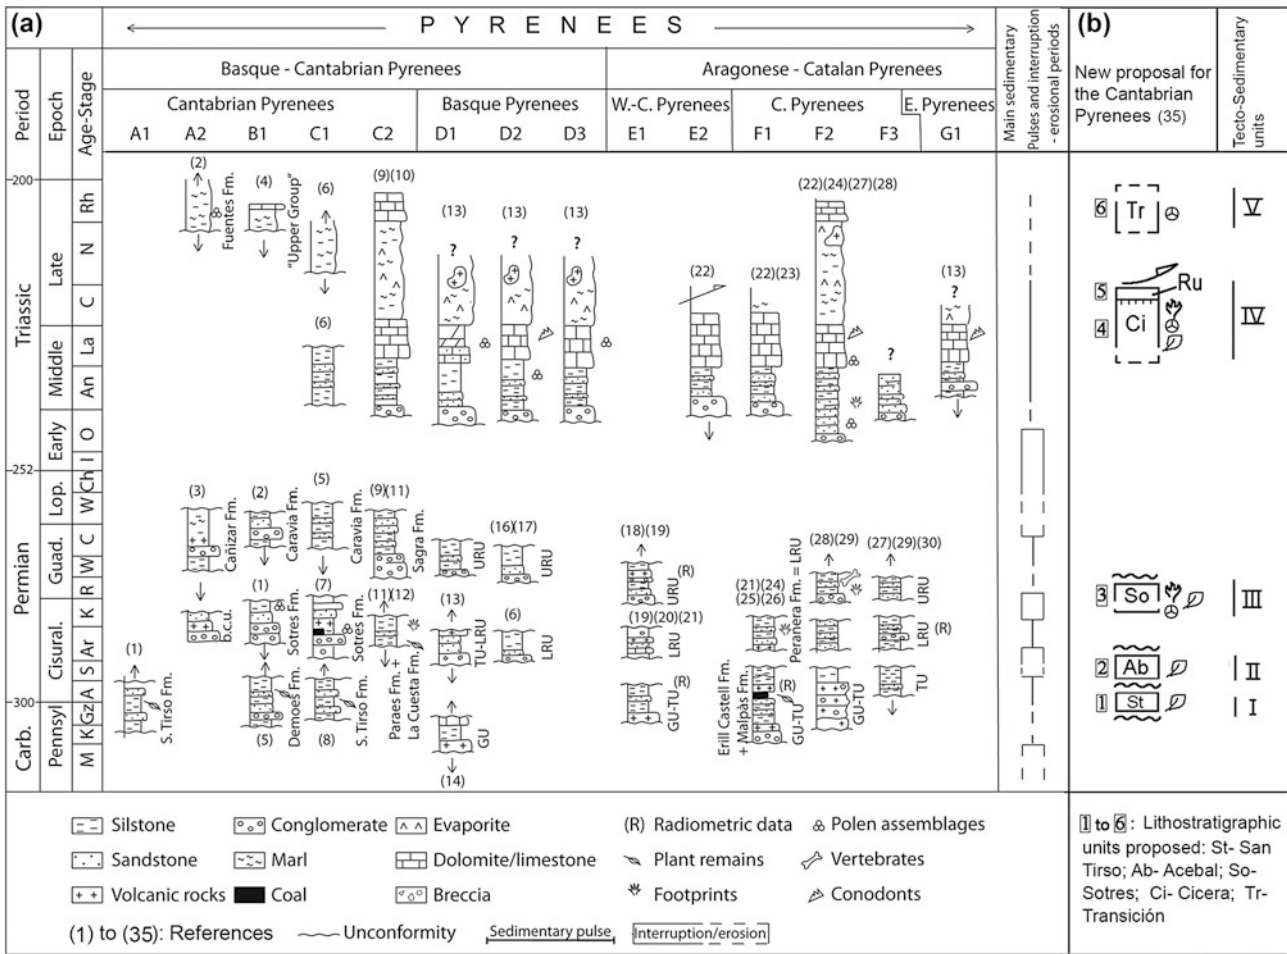 (a)
P Y R E N E E S
Basque - Cantabrian Pyrenees
Aragonese - Catalan Pyrenees
Cantabrian Pyrenees
Basque Pyrenees
W.-C. Pyrenees
C. Pyrenees
E. Pyrenees
Period
Epoch
Age-Stage
A1 A2 B1 C1 C2 D1 D2 D3 E1 E2 F1 F2 F3 G1
Main sedimentary
Pulses and interruption
- erosional periods
(b)
New proposal for
the Cantabrian
Pyrenees (35)
Tecto-Sedimentary
units
200
252
300
Triassic
Permian
Carb.
Late
Middle
Early
Lop.
Guad.
Cisural.
Pennsyl
Rh
N
C
La
An
O
I
Ch
W
C
W
R
K
Ar
S
A
Gz
K
M
(2)
Fuentes Fm.
(4)
"Upper Group"
(6)
(6)
(9)(10)
(13)
?
(13)
?
(13)
?
(22)
(22)(23)
(22)(24)(27)(28)
?
(13)
?
(3)
Cañizar Fm.
(2)
Caravia Fm.
(5)
Caravia Fm.
(9)(11)
Sagra Fm.
URU
(16)(17)
URU
(18)(19)
(R)
URU
(28)(29)
(27)(29)(30)
URU
b.c.u.
(1)
Sotres Fm.
(7)
Sotres Fm.
(11)(12)
Paraes Fm +
La Cuesta Fm.
(13)
TU-LRU
(6)
LRU
(19)(20)(21)
LRU
(21)(24)
(25)(26)
Peranera Fm. = LRU
LRU
(R)
(1)
S. Tirso Fm.
Demoes Fm.
(5)
S. Tirso Fm.
(8)
GU
(14)
(R)
GU-TU
Erill Castell Fm
+ Malpàs Fm.
(R)
GU-TU
GU-TU
TU
6 Tr V
5 Ru
4 Ci IV
3 So III
2 Ab II
1 St I
Silstone
Conglomerate
Evaporite
(R) Radiometric data
Polen assemblages
Sandstone
Marl
Dolomite/limestone
Plant remains
Vertebrates
Volcanic rocks
Coal
Breccia
Footprints
Conodonts
(1) to (35): References
Unconformity
Sedimentary pulse
Interruption/erosion
1 to 6 : Lithostratigraphic
units proposed: St- San
Tirso; Ab- Acebal; So-
Sotres; Ci- Cicera; Tr-
Transición